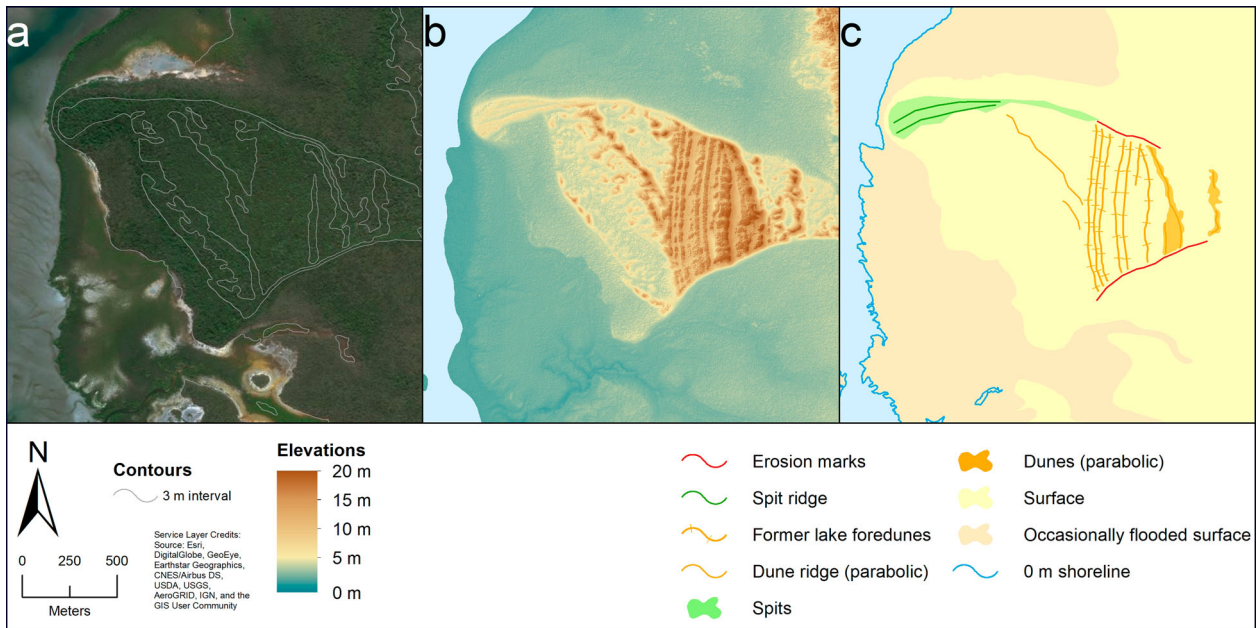 a
b
c
N
0 250 500
Meters
Contours
3 m interval
Service Layer Credits:
Source: Esri,
DigitalGlobe, GeoEye,
Earthstar Geographics,
CNES/Airbus DS,
USDA, USGS,
AeroGRID, IGN, and the
GIS User Community
Elevations
20 m
15 m
10 m
5 m
0 m
Erosion marks
Spit ridge
Former lake foredunes
Dune ridge (parabolic)
Spits
Dunes (parabolic)
Surface
Occasionally flooded surface
0 m shoreline